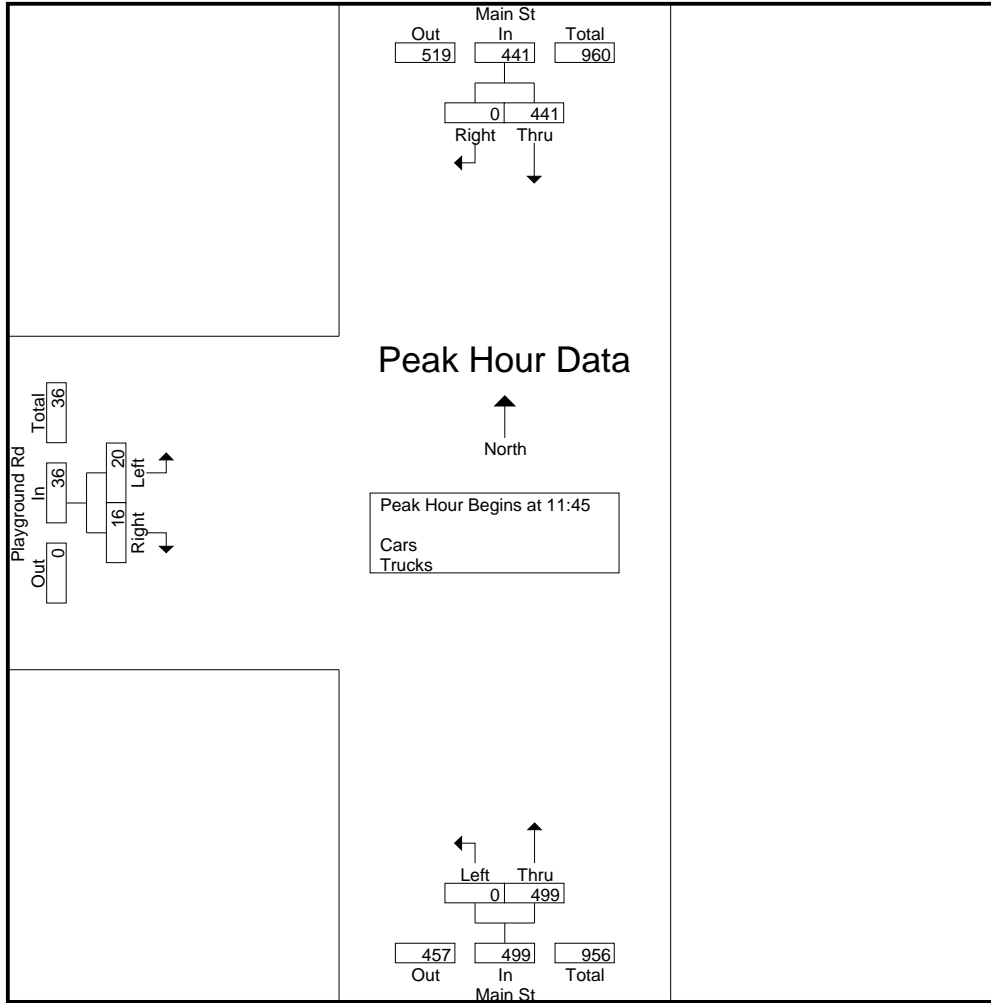 Main St
Out In Total
519 441 960
0 441
Right Thru
Peak Hour Data
North
Peak Hour Begins at 11:45
Cars
Trucks
Playground Rd
Out In Total
0 36 36
16 20
Right Left
Left Thru
0 499
457 499 956
Out In Total
Main St